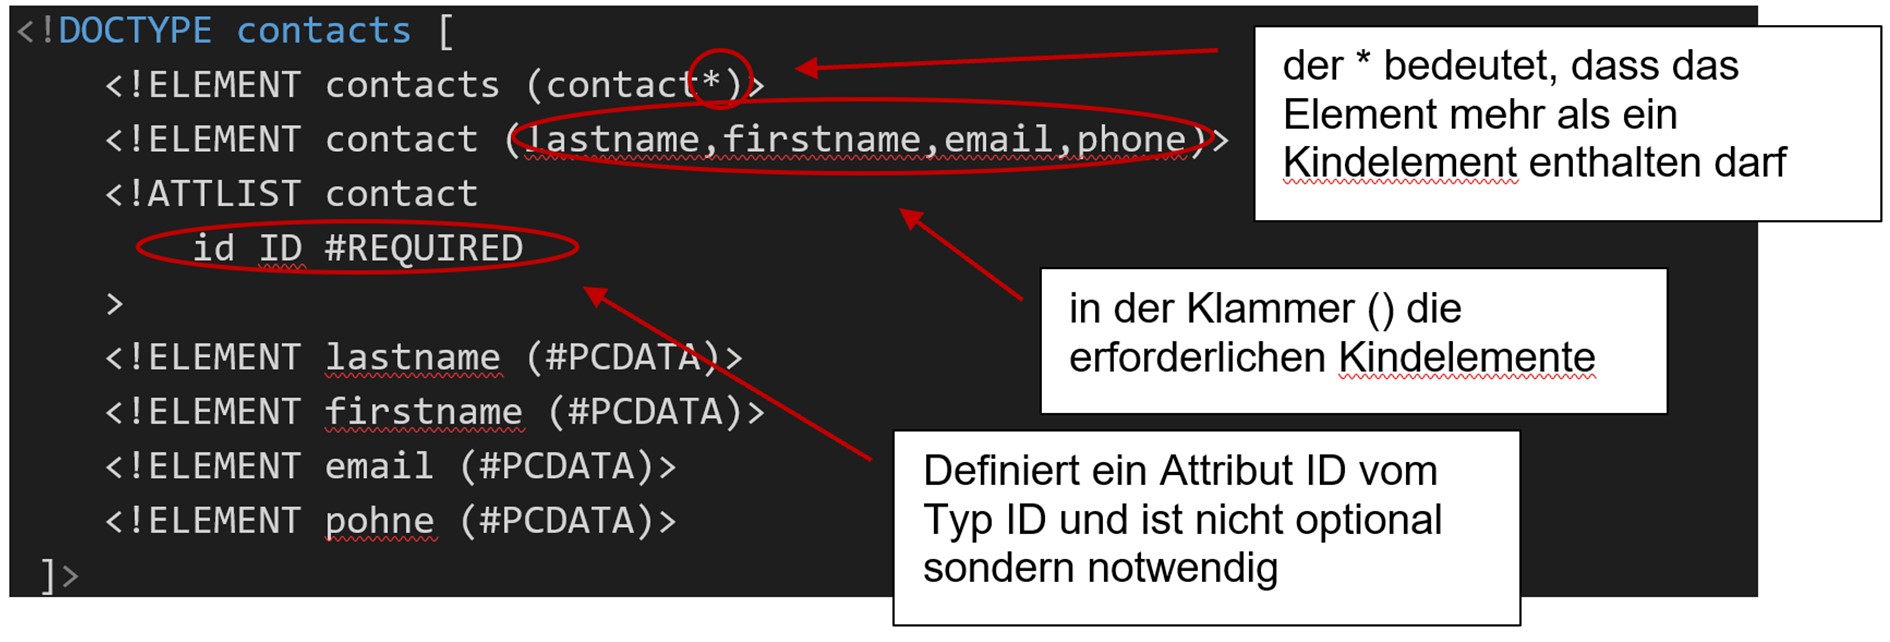 <!DOCTYPE contacts [
<!ELEMENT contacts (contact*)>
<!ELEMENT contact (lastname,firstname,email,phone)>
<!ATTLIST contact
id ID #REQUIRED
>
<!ELEMENT lastname (#PCDATA)>
<!ELEMENT firstname (#PCDATA)>
<!ELEMENT email (#PCDATA)>
<!ELEMENT pohne (#PCDATA)>
]>
der * bedeutet, dass das
Element mehr als ein
Kindelement enthalten darf
in der Klammer () die
erforderlichen Kindelemente
Definiert ein Attribut ID vom
Typ ID und ist nicht optional
sondern notwendig